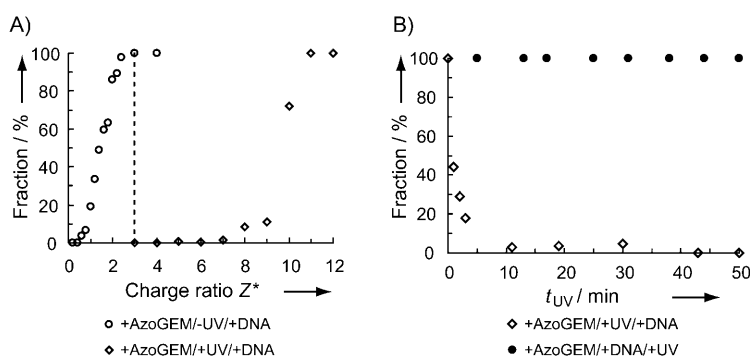 A)
Fraction / %
100
80
60
40
20
0
0 2 4 6 8 10 12
Charge ratio Z*
+AzoGEM/-UV/+DNA
+AzoGEM/+UV/+DNA
B)
Fraction / %
100
80
60
40
20
0
0 10 20 30 40 50
tUV / min
+AzoGEM/+UV/+DNA
+AzoGEM/+DNA/+UV